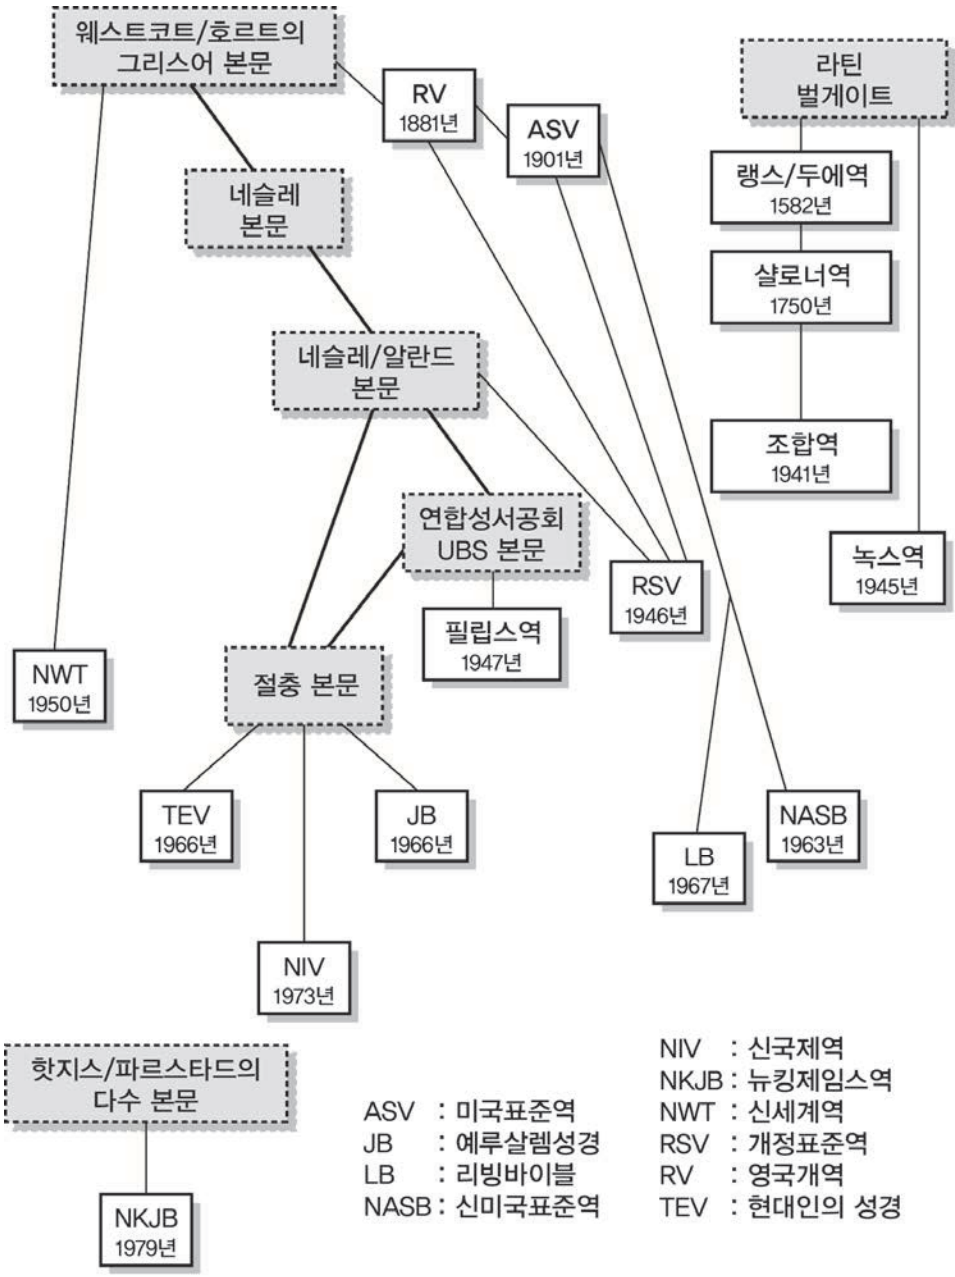 웨스트코트/호르트의
그리스어 본문
RV
1881년
ASV
1901년
라틴
벌게이트
랭스/두에역
1582년
네슬레
본문
샬로너역
1750년
네슬레/알란드
본문
조합역
1941년
연합성서공회
UBS 본문
녹스역
1945년
RSV
1946년
필립스역
1947년
NWT
1950년
절충 본문
TEV
1966년
JB
1966년
NASB
1963년
LB
1967년
NIV
1973년
핫지스/파르스타드의
다수 본문
NKJB
1979년
ASV : 미국표준역
JB : 예루살렘성경
LB : 리빙바이블
NASB : 신미국표준역
NIV : 신국제역
NKJB : 뉴킹제임스역
NWT : 신세계역
RSV : 개정표준역
RV : 영국개역
TEV : 현대인의 성경